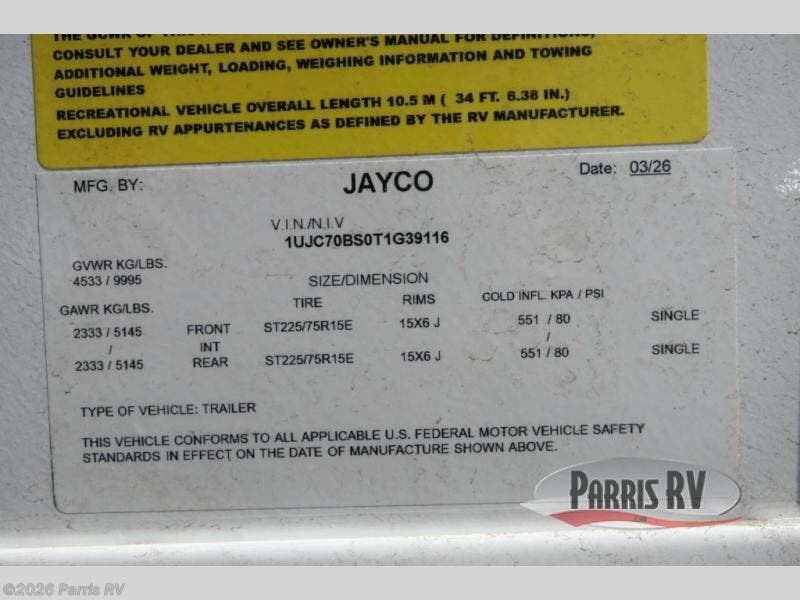 THE GCWR OF THIS
CONSULT YOUR DEALER AND SEE OWNER'S MANUAL FOR DEFINITIONS,
ADDITIONAL WEIGHT, LOADING, WEIGHING INFORMATION AND TOWING
GUIDELINES
RECREATIONAL VEHICLE OVERALL LENGTH 10.5 M ( 34 FT. 6.38 IN.)
EXCLUDING RV APPURTENANCES AS DEFINED BY THE RV MANUFACTURER.
MFG. BY: JAYCO Date: 03/26
V.I.N./N.I.V
1UJC70BS0T1G39116
GVWR KG/LBS.
4533 / 9995 SIZE/DIMENSION
GAWR KG/LBS. TIRE RIMS COLD INFL. KPA / PSI
2333 / 5145 FRONT ST225/75R15E 15X6 J 551 / 80 SINGLE
/ INT /
2333 / 5145 REAR ST225/75R15E 15X6 J 551 / 80 SINGLE
TYPE OF VEHICLE: TRAILER
THIS VEHICLE CONFORMS TO ALL APPLICABLE U.S. FEDERAL MOTOR VEHICLE SAFETY
STANDARDS IN EFFECT ON THE DATE OF MANUFACTURE SHOWN ABOVE.
PARRIS RV
©2026 Parris RV